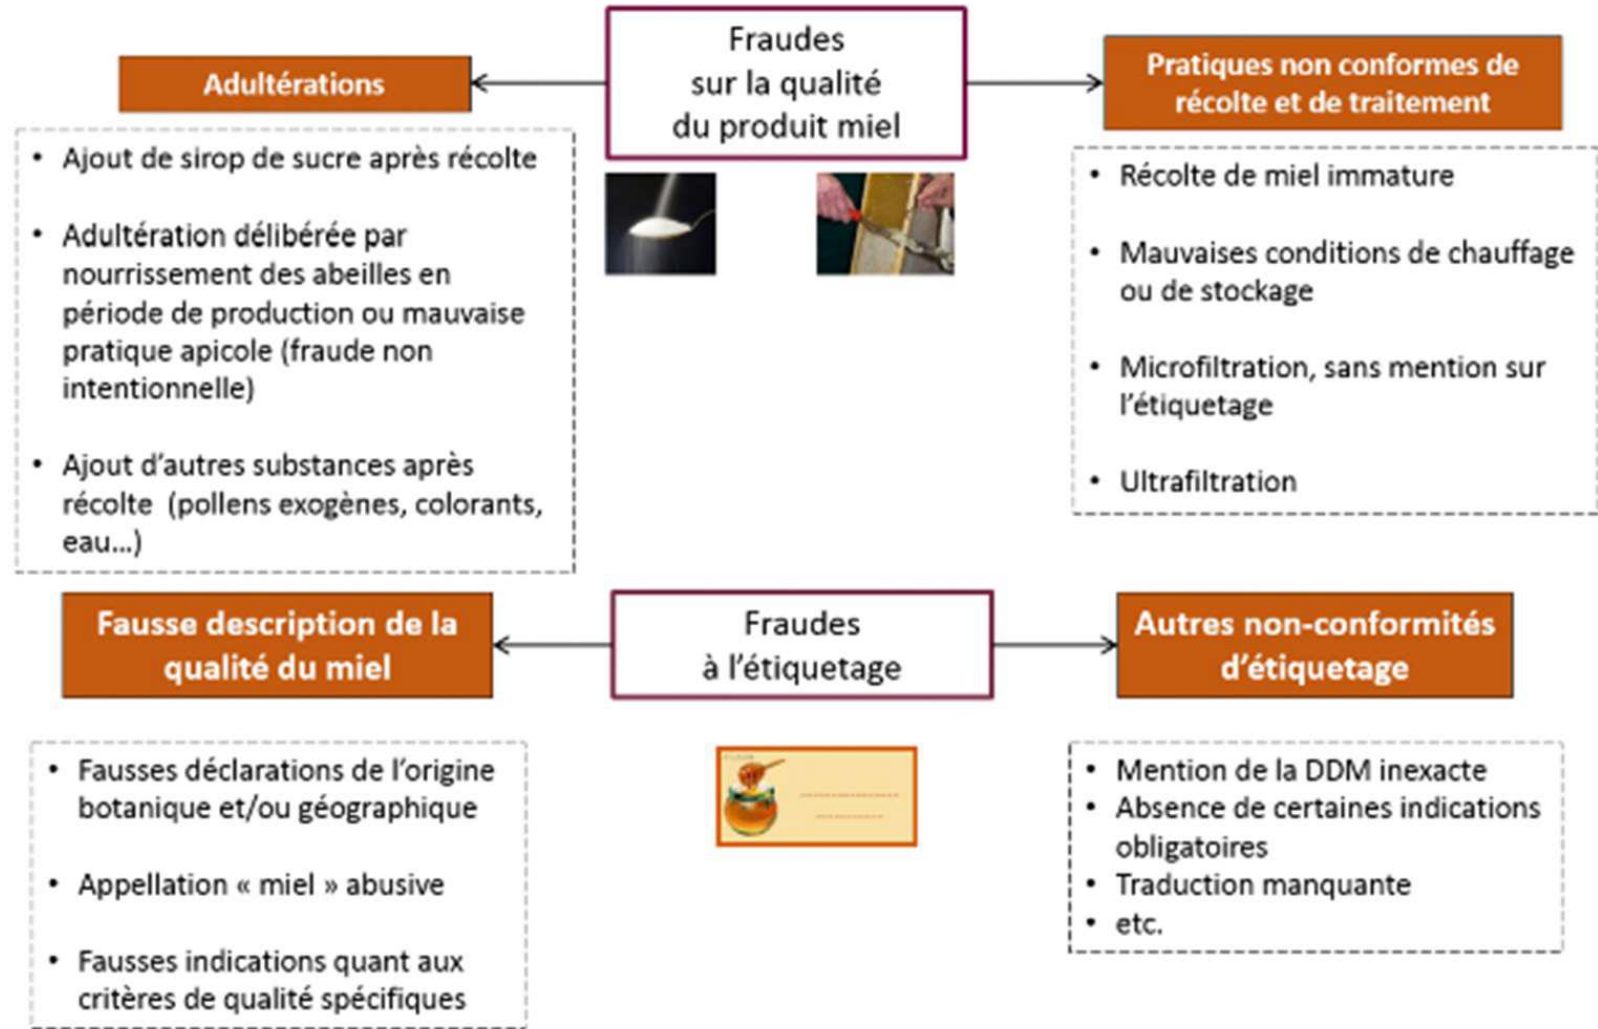 Fraudes
sur la qualité
du produit miel
Adultérations
• Ajout de sirop de sucre après récolte
• Adultération délibérée par
nourrissement des abeilles en
période de production ou mauvaise
pratique apicole (fraude non
intentionnelle)
• Ajout d'autres substances après
récolte (pollens exogènes, colorants,
eau...)
Pratiques non conformes de
récolte et de traitement
• Récolte de miel immature
• Mauvaises conditions de chauffage
ou de stockage
• Microfiltration, sans mention sur
l'étiquetage
• Ultrafiltration
Fraudes
à l'étiquetage
Fausse description de la
qualité du miel
• Fausses déclarations de l'origine
botanique et/ou géographique
• Appellation « miel » abusive
• Fausses indications quant aux
critères de qualité spécifiques
Autres non-conformités
d'étiquetage
• Mention de la DDM inexacte
• Absence de certaines indications
obligatoires
• Traduction manquante
• etc.